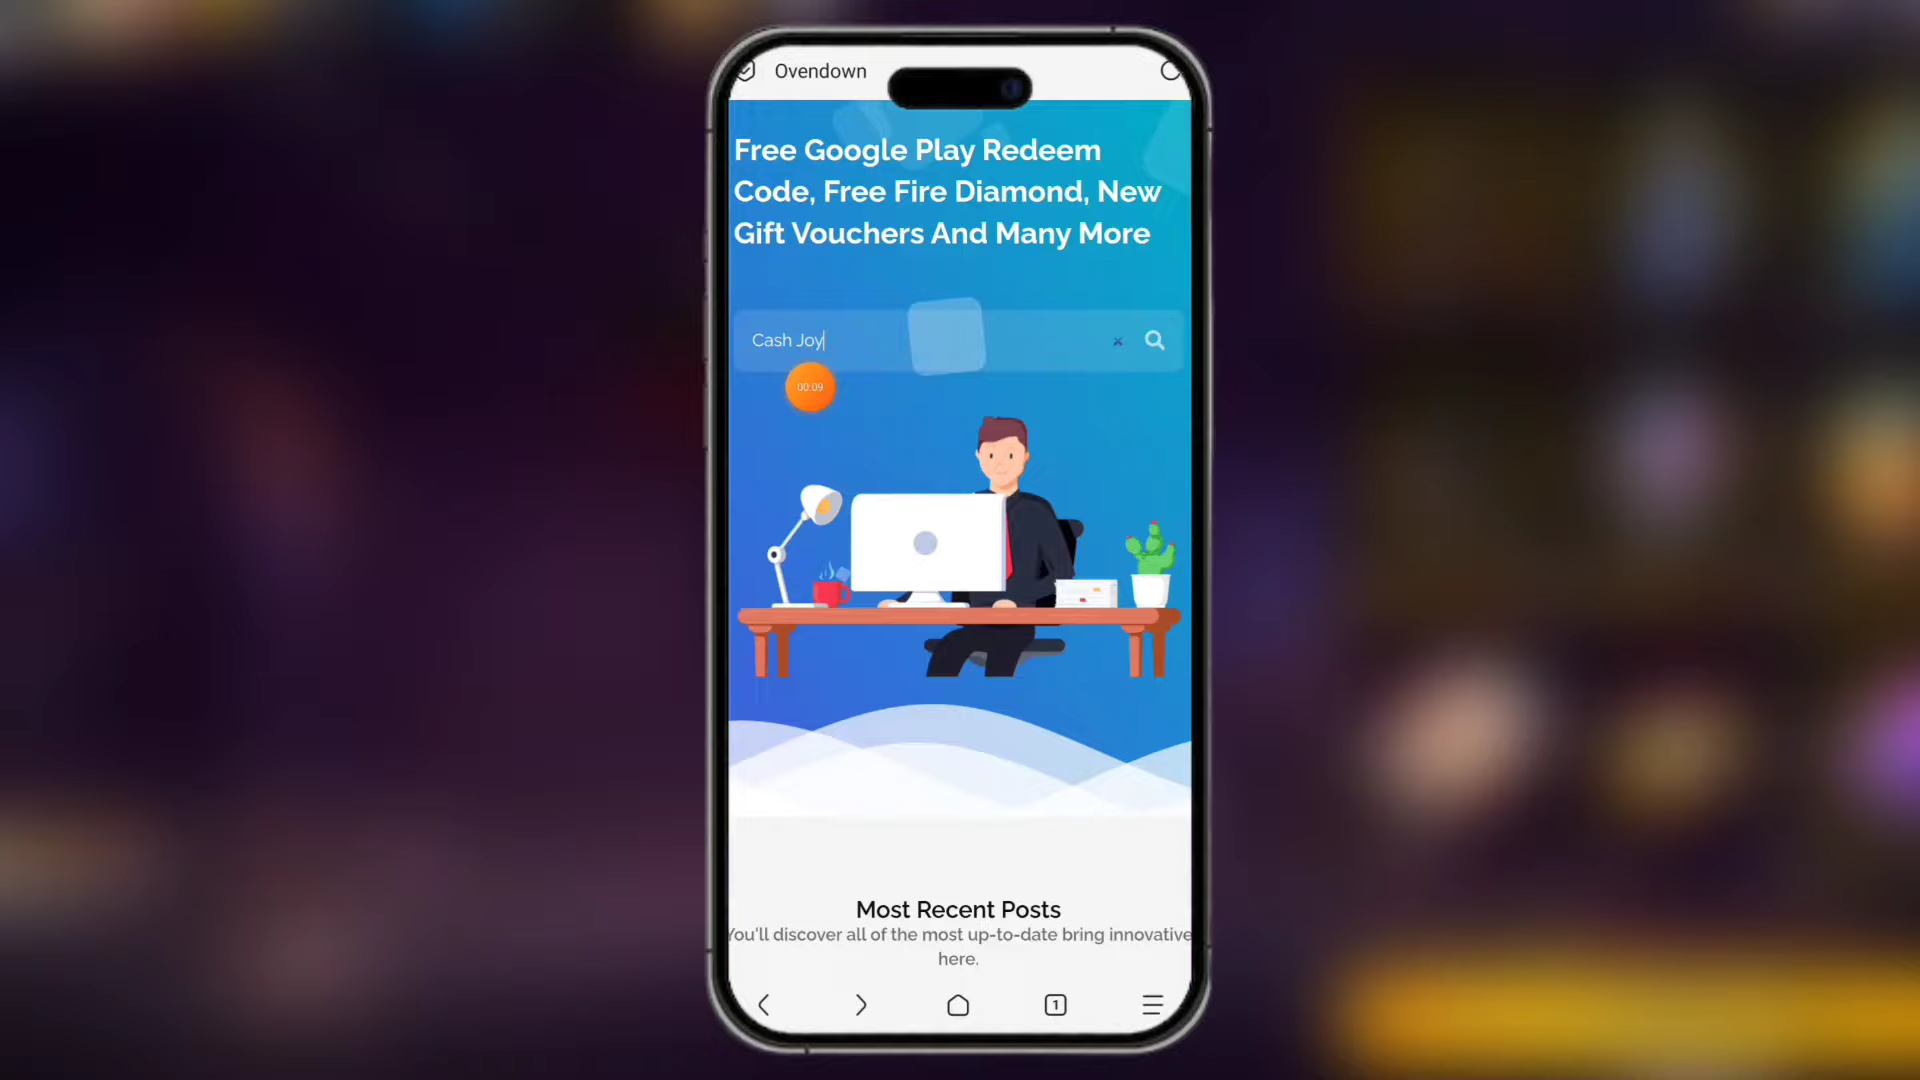 Ovendown
Free Google Play Redeem
Code, Free Fire Diamond, New
Gift Vouchers And Many More
Cash Joy
00:09
Most Recent Posts
You'll discover all of the most up-to-date bring innovative
here.
1